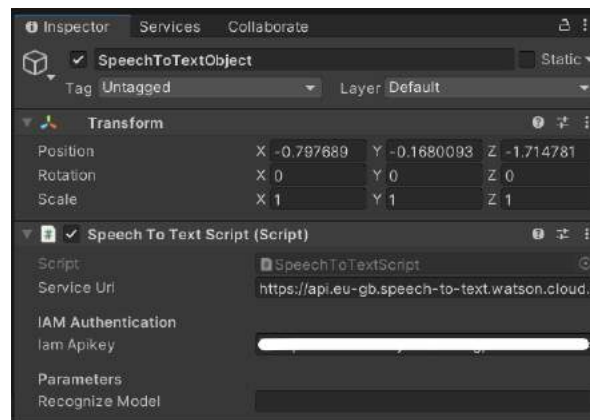 Inspector Services Collaborate
SpeechToTextObject Static
Tag Untagged Layer Default
Transform
Position X -0.797689 Y -0.1680093 Z -1.714781
Rotation X 0 Y 0 Z 0
Scale X 1 Y 1 Z 1
Speech To Text Script (Script)
Script SpeechToTextScript
Service Url https://api.eu-gb.speech-to-text.watson.cloud.
IAM Authentication
Iam Apikey
Parameters
Recognize Model